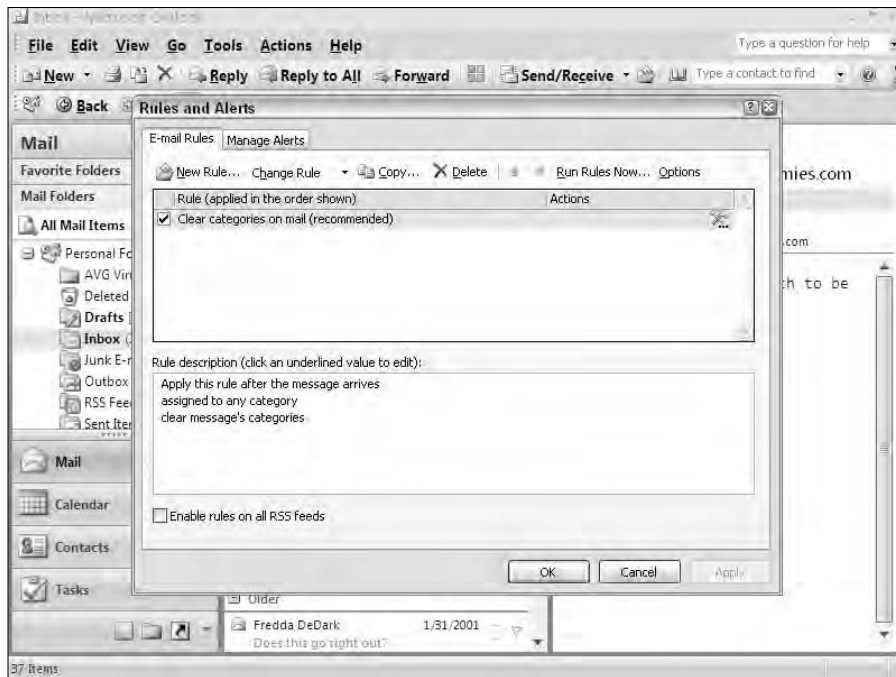 Inbox - Microsoft Outlook
File Edit View Go Tools Actions Help
Type a question for help
New Reply Reply to All Forward Send/Receive Type a contact to find
Back
Rules and Alerts
Mail
E-mail Rules Manage Alerts
Favorite Folders
New Rule... Change Rule Copy... Delete Run Rules Now... Options
mies.com
Mail Folders
Rule (applied in the order shown) Actions
All Mail Items
Clear categories on mail (recommended)
.com
Personal Fo
AVG Vir
h to be
Deleted
Drafts
Inbox
Junk E-r
Outbox
RSS Fee
Sent Iter
Rule description (click an underlined value to edit):
Apply this rule after the message arrives
assigned to any category
clear message's categories
Mail
Calendar
Enable rules on all RSS feeds
Contacts
OK Cancel Apply
Tasks
Older
Fredda DeDark 1/31/2001
Does this go right out?
37 Items